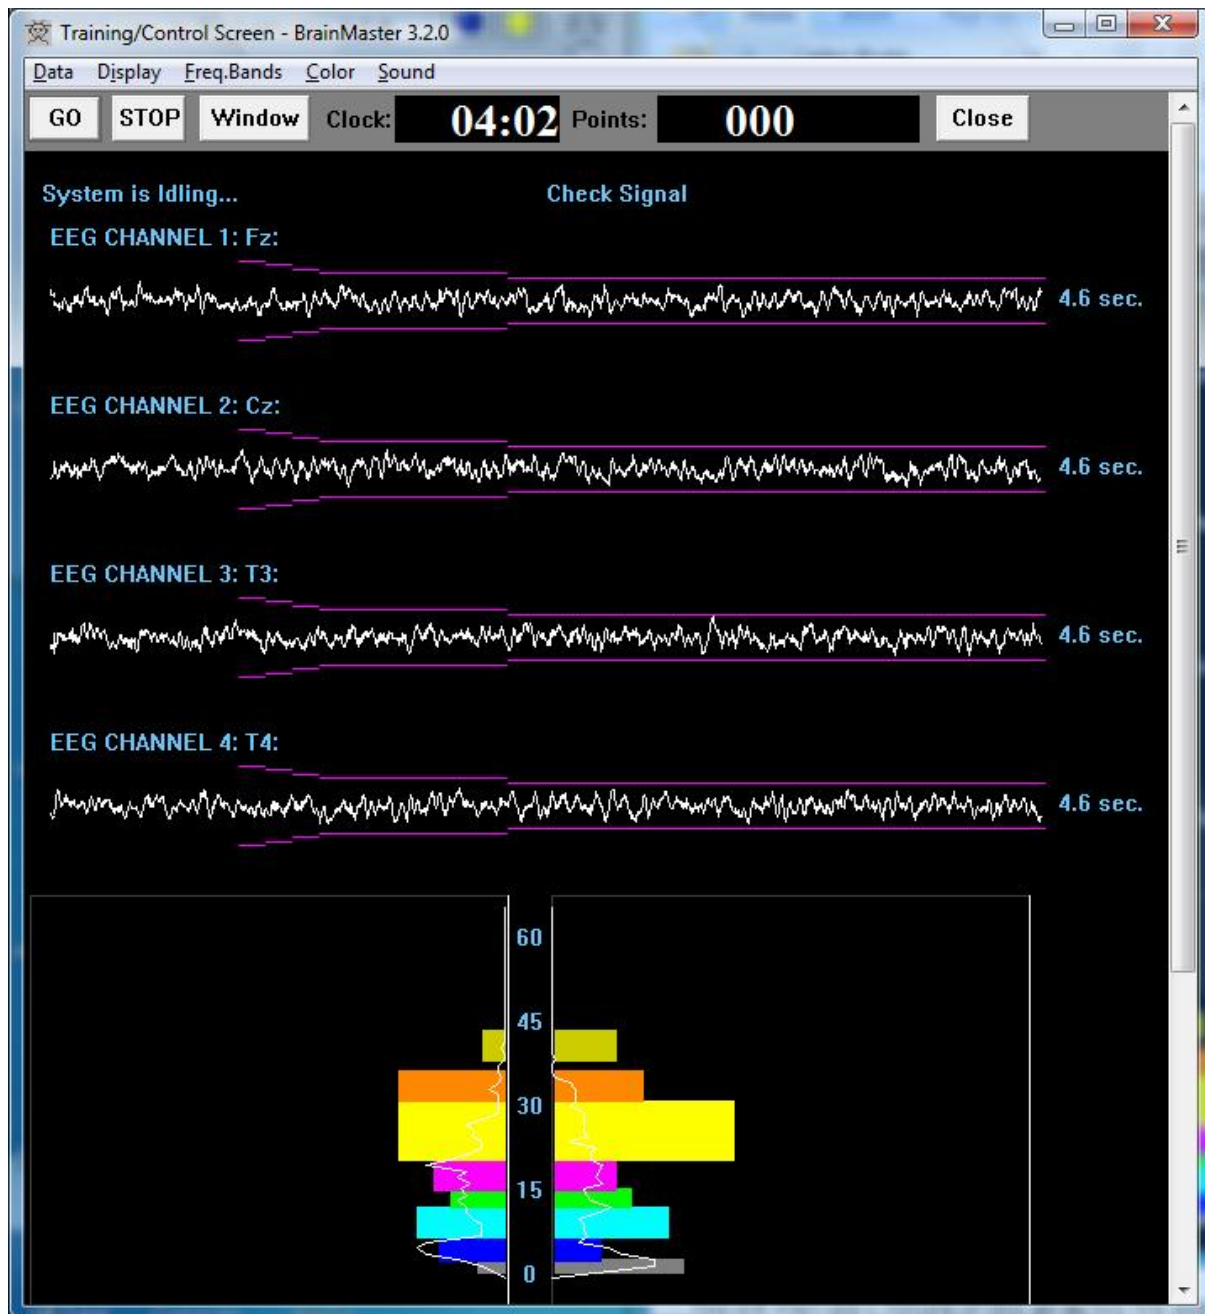 Training/Control Screen - BrainMaster 3.2.0
Data Display Freq.Bands Color Sound
GO STOP Window Clock: 04:02 Points: 000 Close
System is Idling... Check Signal
EEG CHANNEL 1: Fz:
4.6 sec.
EEG CHANNEL 2: Cz:
4.6 sec.
EEG CHANNEL 3: T3:
4.6 sec.
EEG CHANNEL 4: T4:
4.6 sec.
60
45
30
15
0